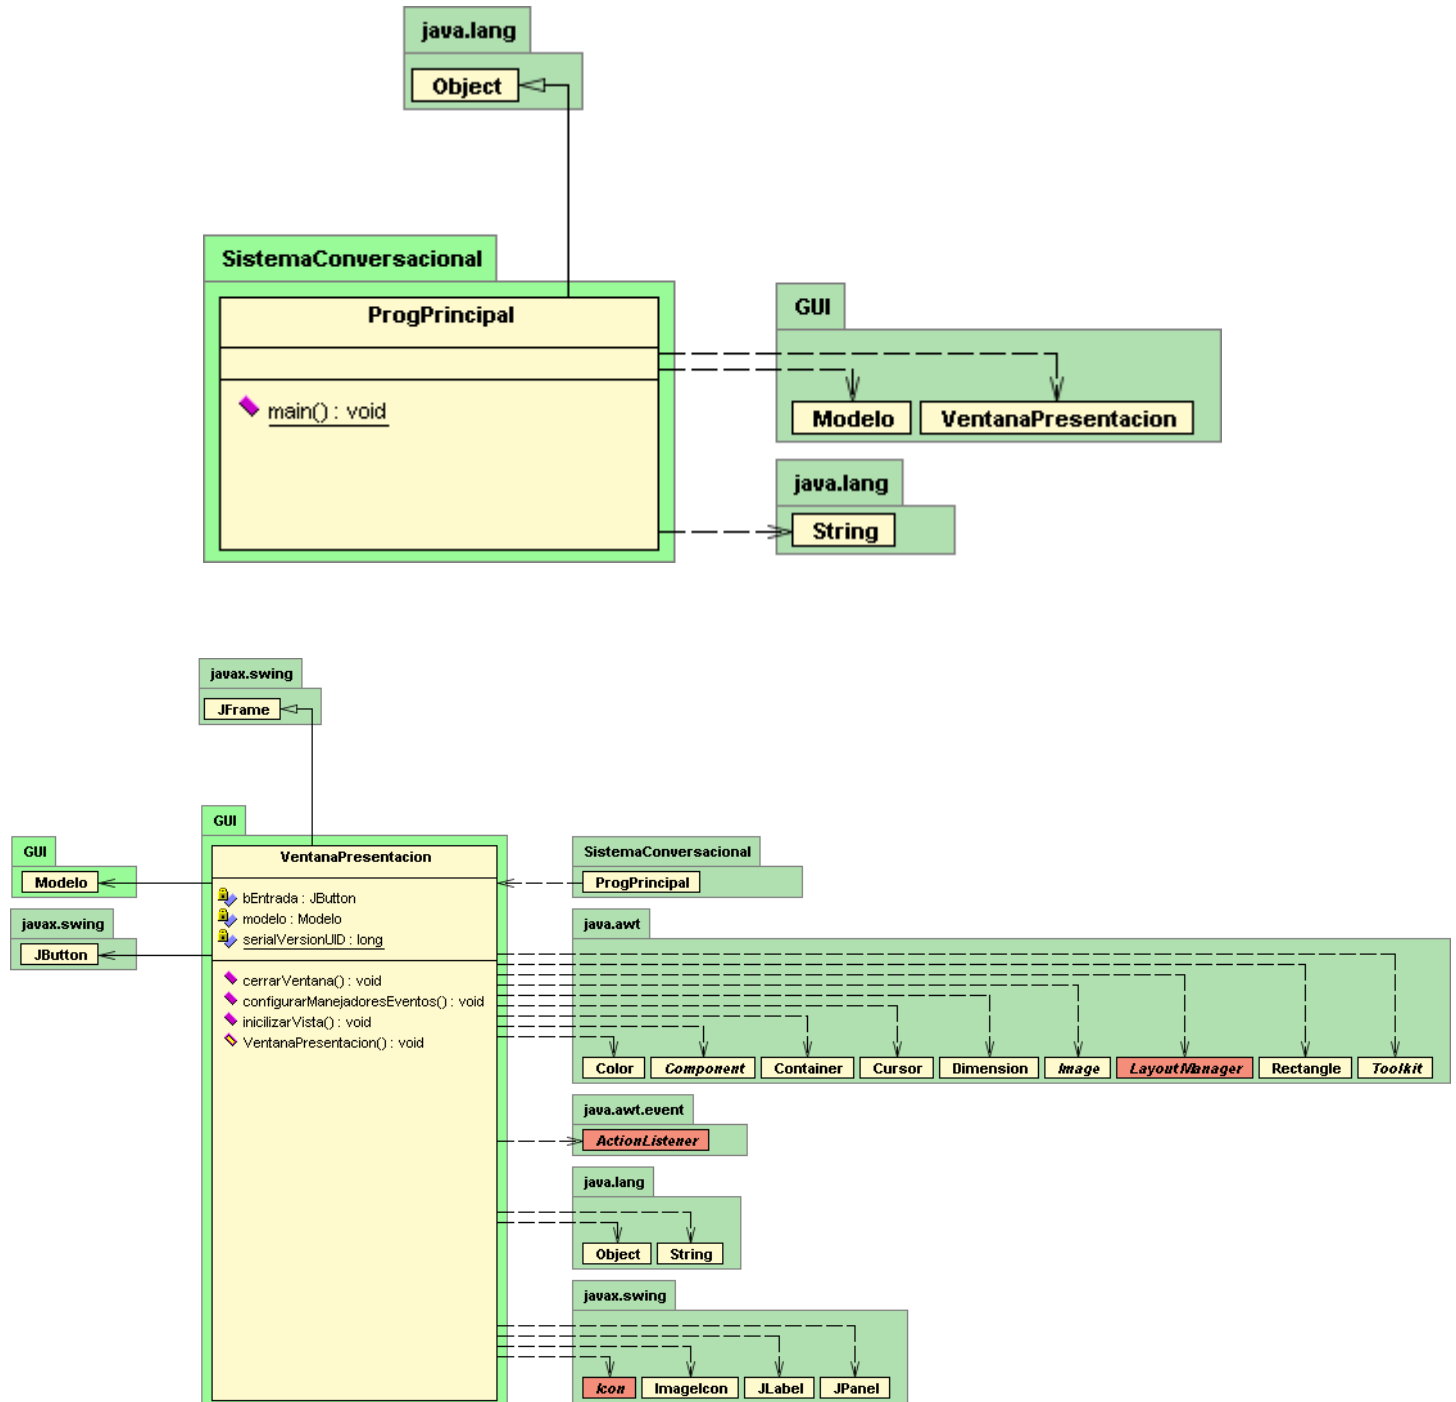 java.lang
Object
SistemaConversacional
ProgPrincipal
main() : void
GUI
Modelo
VentanaPresentacion
java.lang
String
javax.swing
JFrame
GUI
VentanaPresentacion
bEntrada : JButton
modelo : Modelo
serialVersionUID : long
cerrarVentana() : void
configurarManejadoresEventos() : void
inicilizarVista() : void
VentanaPresentacion() : void
GUI
Modelo
javax.swing
JButton
SistemaConversacional
ProgPrincipal
java.awt
Color Component Container Cursor Dimension Image LayoutManager Rectangle Toolkit
java.awt.event
ActionListener
java.lang
Object String
javax.swing
Icon ImageIcon JLabel JPanel